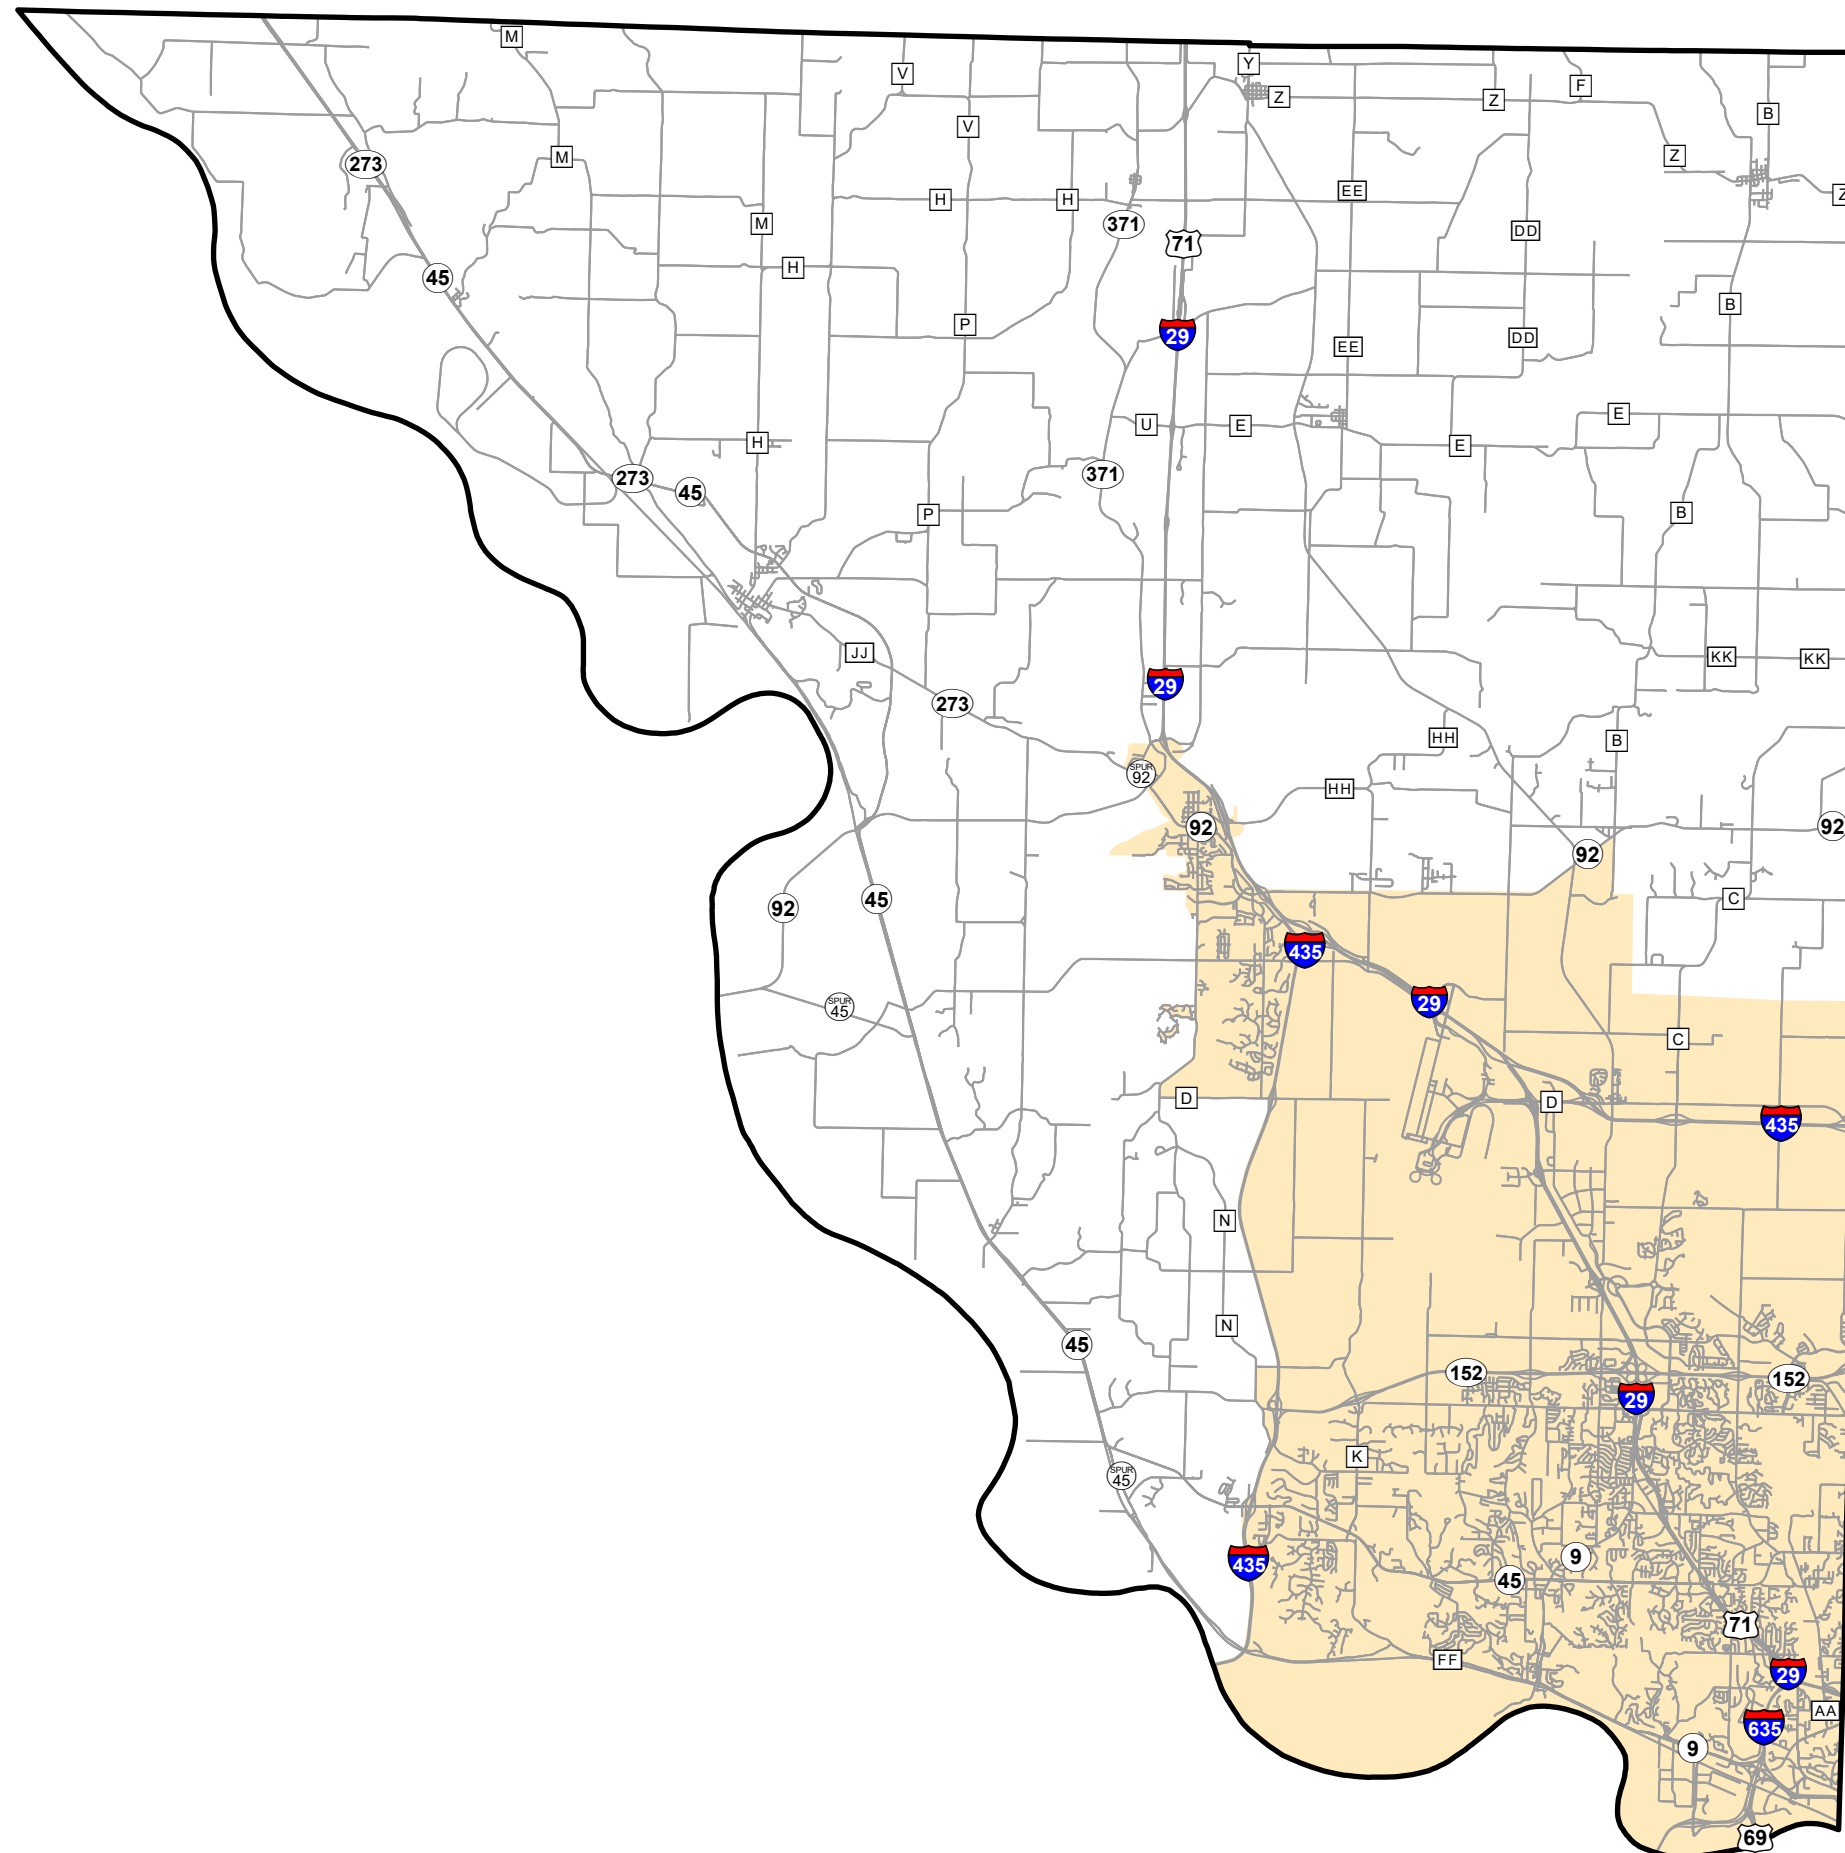 M
Y
V
F
Z
Z
B
V
Z
M
273
EE
Z
H
H
M
371
DD
71
H
45
B
P
29
DD
EE
E
U
E
H
E
371
273
45
B
P
JJ
KK
KK
29
273
HH
B
SPUR
92
HH
92
92
92
45
C
92
435
29
SPUR
45
C
D
D
435
N
N
45
152
152
29
K
SPUR
45
9
435
45
71
FF
29
AA
635
9
69